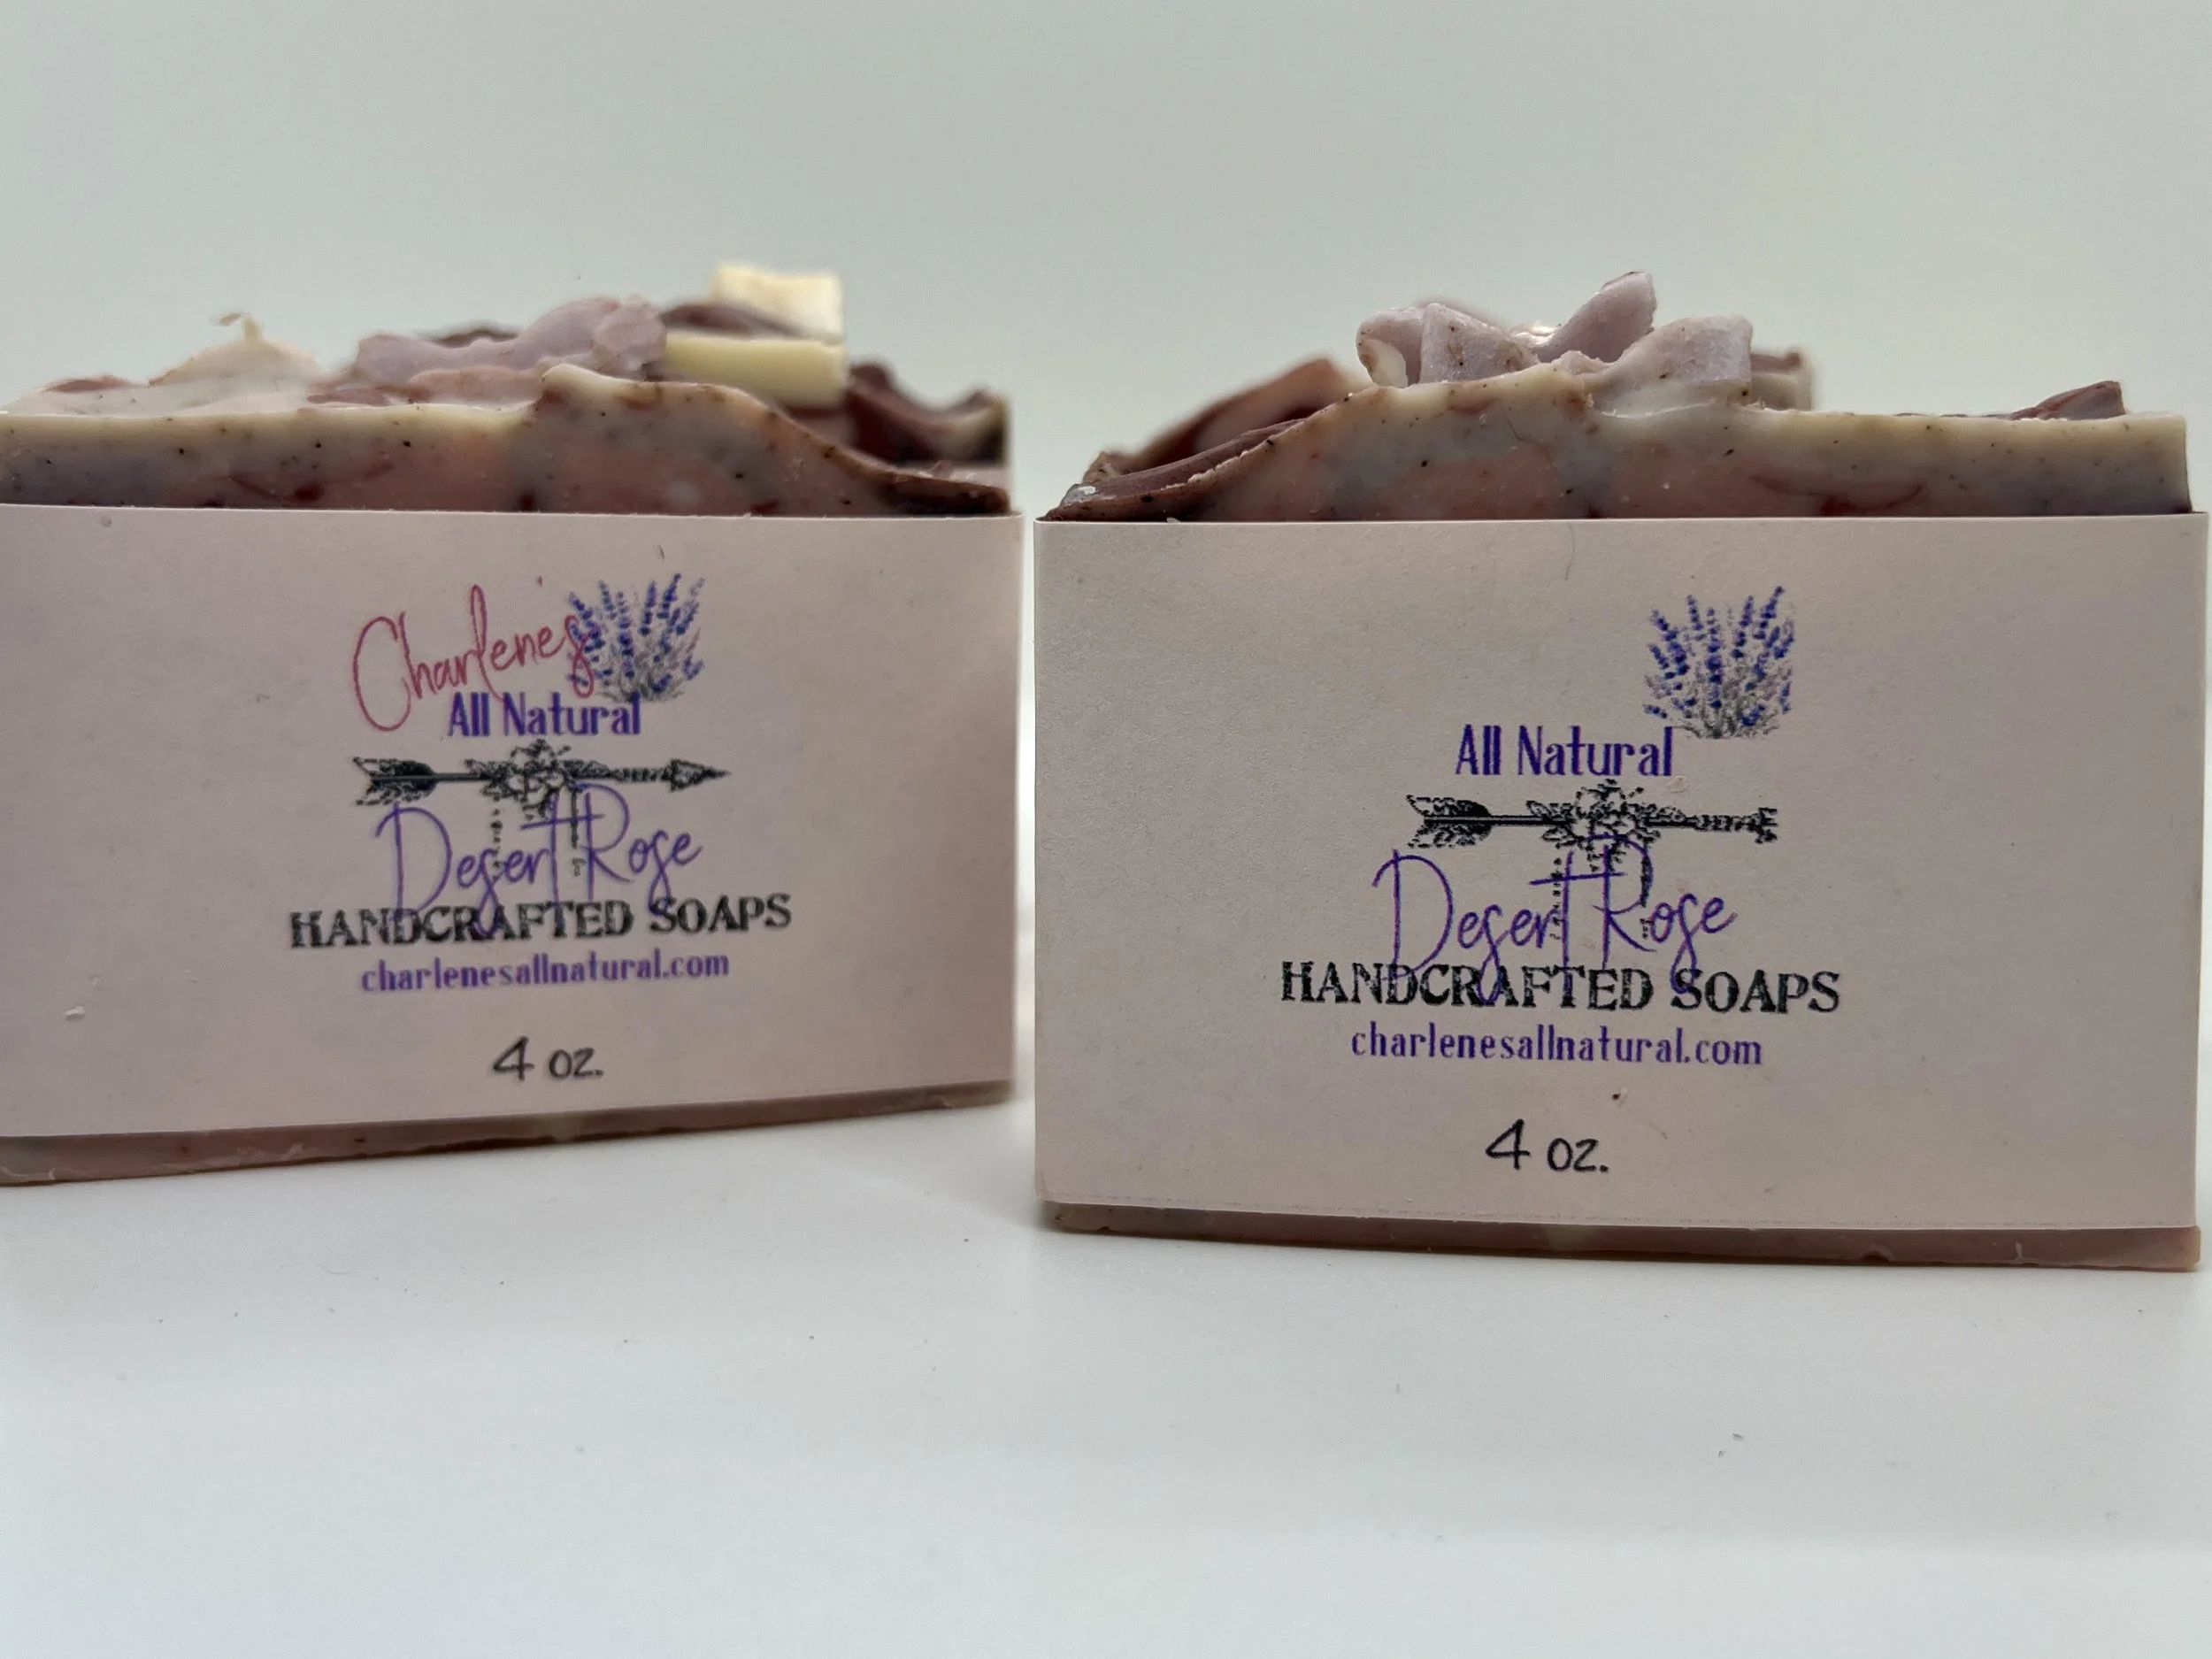 Charlene's
All Natural
Desert Rose
HANDCRAFTED SOAPS
charlenesallnatural.com
4 oz.
All Natural
Desert Rose
HANDCRAFTED SOAPS
charlenesallnatural.com
4 oz.